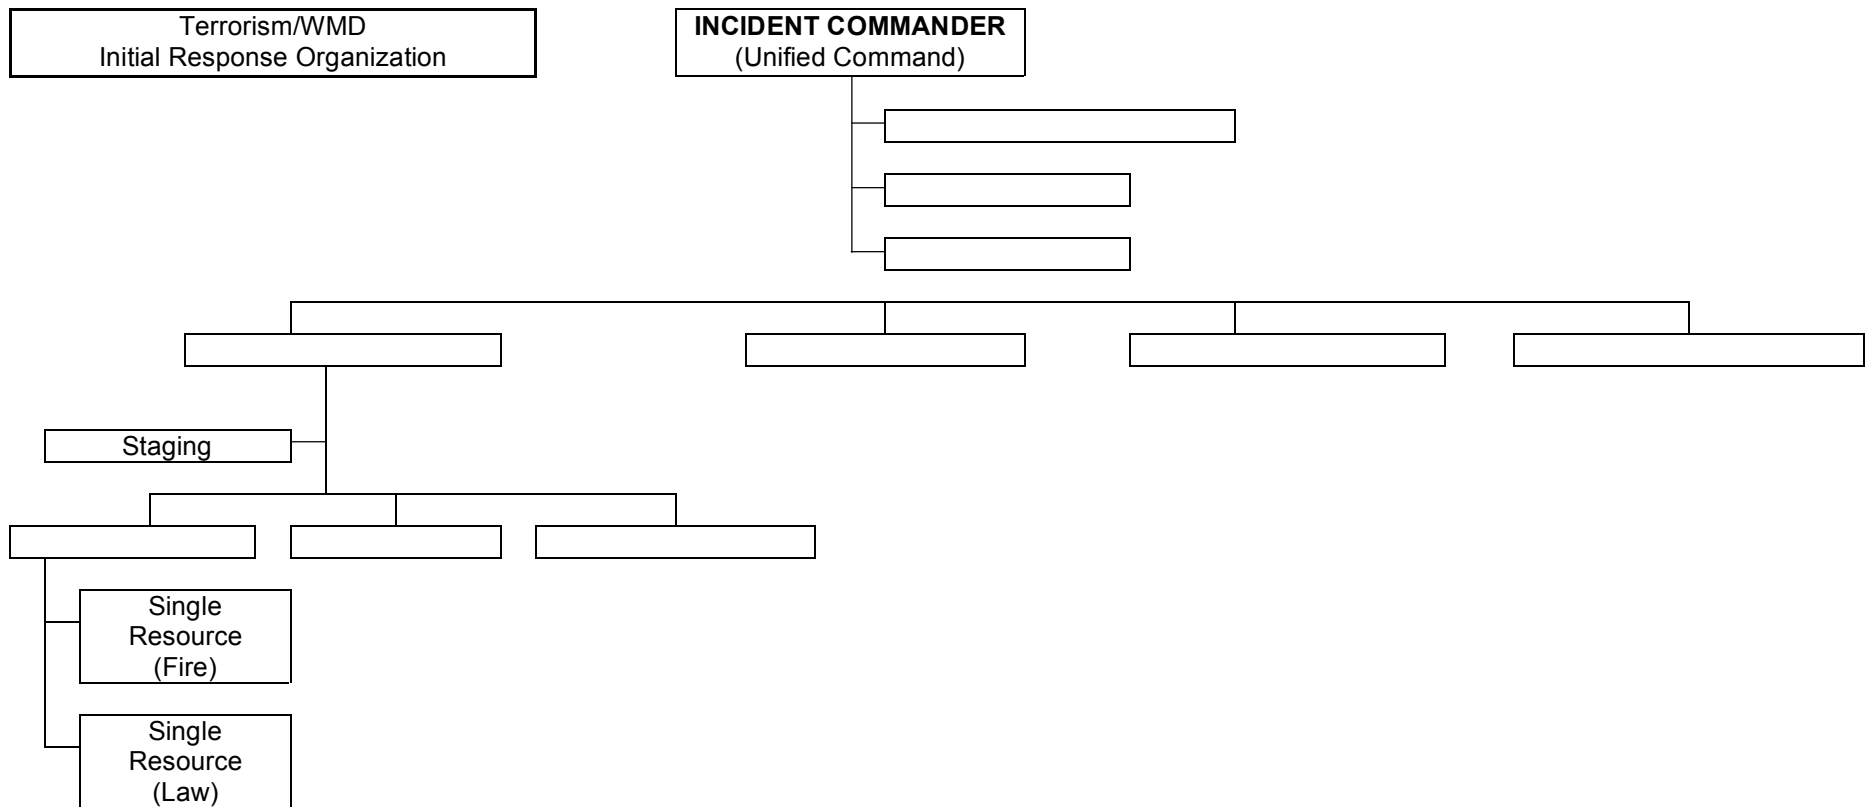 Terrorism/WMD
Initial Response Organization
INCIDENT COMMANDER
(Unified Command)
Staging
Single
Resource
(Fire)
Single
Resource
(Law)